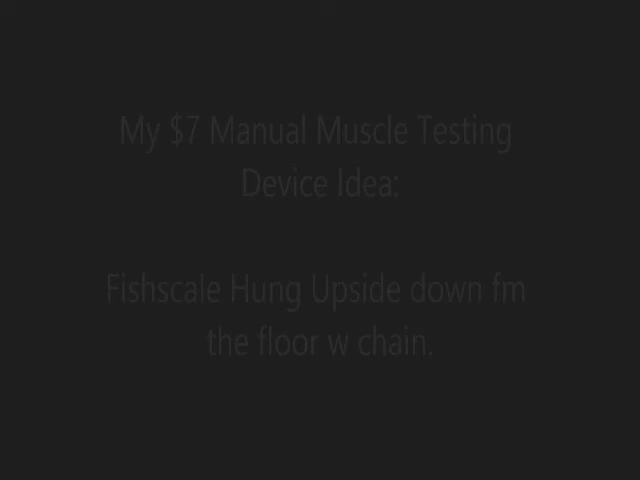 My $7 Manual Muscle Testing
Device Idea:
Fishscale Hung Upside down fm
the floor w chain.